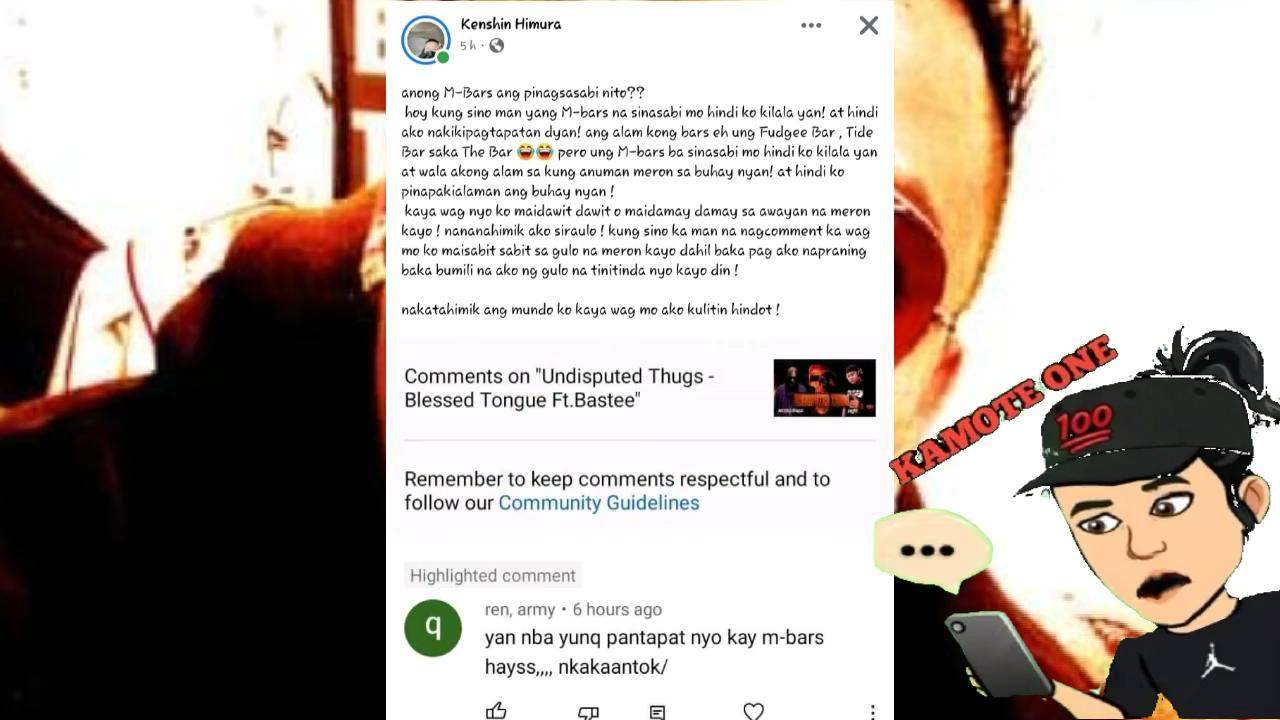 Kenshin Himura
5 h ·
anong M-Bars ang pinagsasabi nito??
hoy kung sino man yang M-bars na sinasabi mo hindi ko kilala yan! at hindi
ako nakikipagtapatan dyan! ang alam kong bars eh ung Fudgee Bar , Tide
Bar saka The Bar 😂😂 pero ung M-bars ba sinasabi mo hindi ko kilala yan
at wala akong alam sa kung anuman meron sa buhay nyan! at hindi ko
pinapakialaman ang buhay nyan !
kaya wag nyo ko maidawit dawit o maidamay damay sa awayan na meron
kayo ! nananahimik ako siraulo ! kung sino ka man na nagcomment ka wag
mo ko maisabit sabit sa gulo na meron kayo dahil baka pag ako napraning
baka bumili na ako ng gulo na tinitinda nyo kayo din !
nakatahimik ang mundo ko kaya wag mo ako kulitin hindot !
Comments on "Undisputed Thugs -
Blessed Tongue Ft.Bastee"
Remember to keep comments respectful and to
follow our Community Guidelines
Highlighted comment
q
ren, army • 6 hours ago
yan nba yunq pantapat nyo kay m-bars
hayss,,,, nkakaantok/
KAMOTE ONE
100